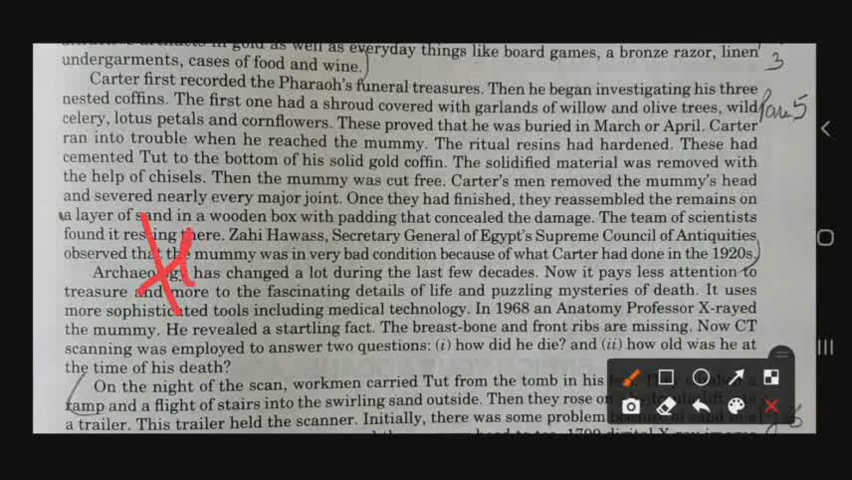 in gold as well as everyday things like board games, a bronze razor, linen
undergarments, cases of food and wine. 3
Carter first recorded the Pharaoh's funeral treasures. Then he began investigating his three
nested coffins. The first one had a shroud covered with garlands of willow and olive trees, wild Para 5
celery, lotus petals and cornflowers. These proved that he was buried in March or April. Carter
ran into trouble when he reached the mummy. The ritual resins had hardened. These had
cemented Tut to the bottom of his solid gold coffin. The solidified material was removed with
the help of chisels. Then the mummy was cut free. Carter's men removed the mummy's head
and severed nearly every major joint. Once they had finished, they reassembled the remains on
a layer of sand in a wooden box with padding that concealed the damage. The team of scientists
found it resting there. Zahi Hawass, Secretary General of Egypt's Supreme Council of Antiquities
observed that the mummy was in very bad condition because of what Carter had done in the 1920s.
Archaeology has changed a lot during the last few decades. Now it pays less attention to
treasure and more to the fascinating details of life and puzzling mysteries of death. It uses
more sophisticated tools including medical technology. In 1968 an Anatomy Professor X-rayed
the mummy. He revealed a startling fact. The breast-bone and front ribs are missing. Now CT
scanning was employed to answer two questions: (i) how did he die? and (ii) how old was he at
the time of his death?
On the night of the scan, workmen carried Tut from the tomb in his
ramp and a flight of stairs into the swirling sand outside. Then they rose on
a trailer. This trailer held the scanner. Initially, there was some problem